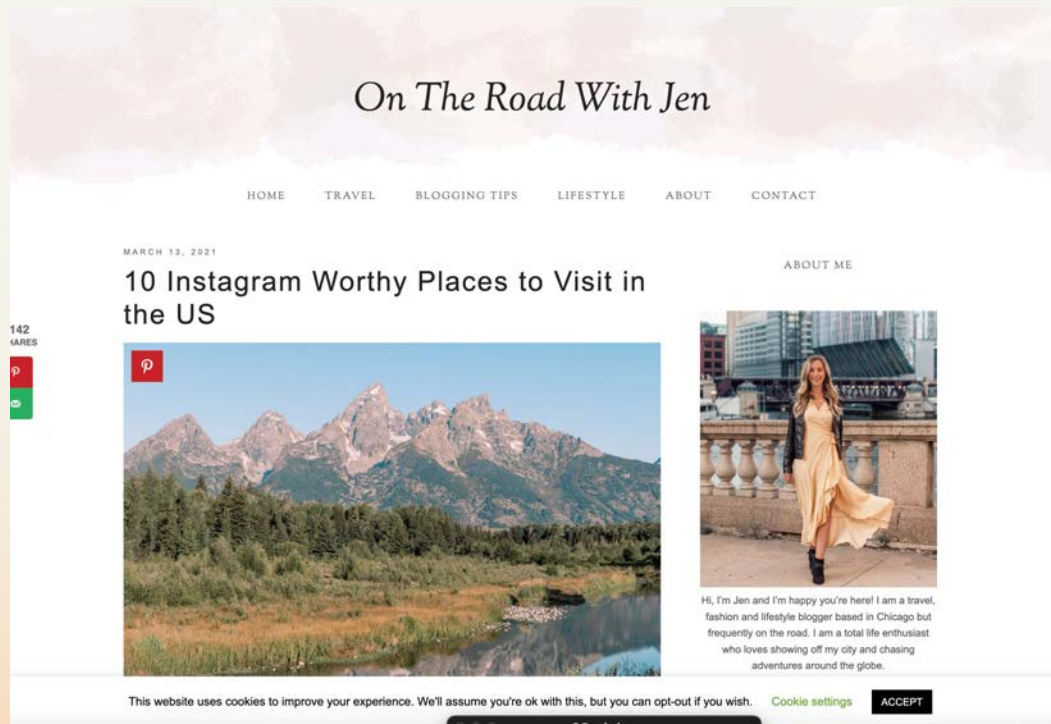 On The Road With Jen
HOME TRAVEL BLOGGING TIPS LIFESTYLE ABOUT CONTACT
MARCH 13, 2021
10 Instagram Worthy Places to Visit in
the US
142
HARES
ABOUT ME
Hi, I'm Jen and I'm happy you're here! I am a travel,
fashion and lifestyle blogger based in Chicago but
frequently on the road. I am a total life enthusiast
who loves showing off my city and chasing
adventures around the globe.
This website uses cookies to improve your experience. We'll assume you're ok with this, but you can opt-out if you wish. Cookie settings ACCEPT